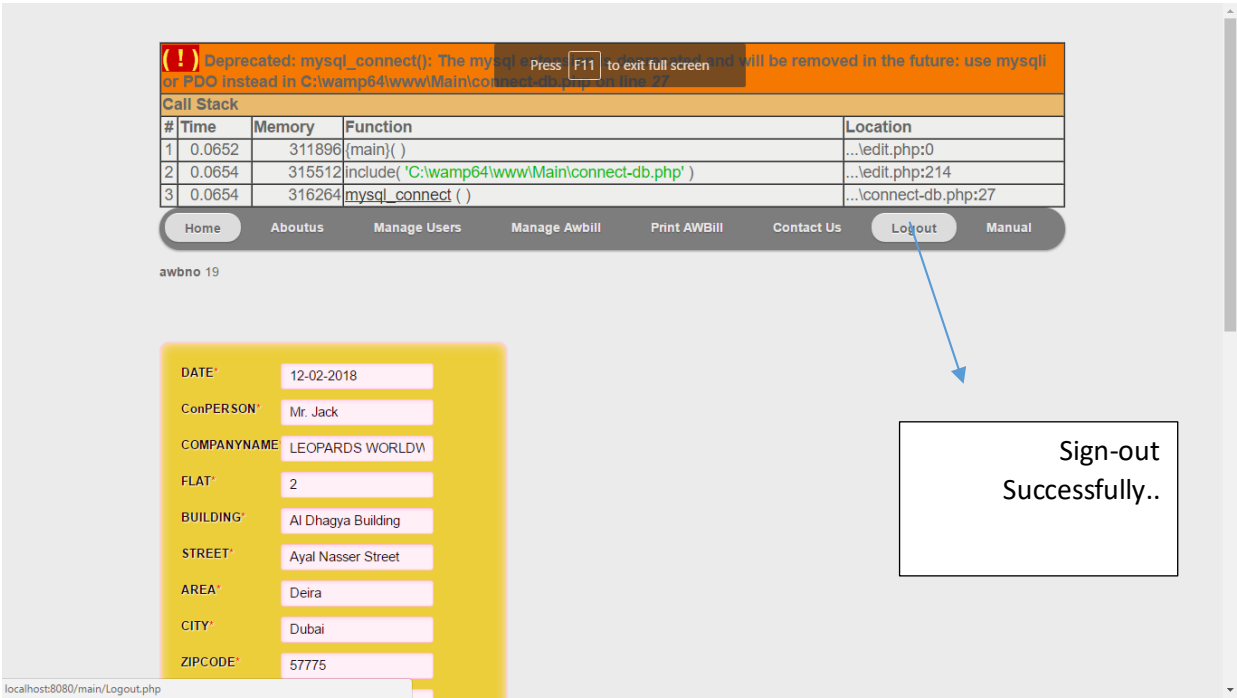 ( ! ) Deprecated: mysql_connect(): The mysql extension is deprecated and will be removed in the future: use mysqli
or PDO instead in C:\wamp64\www\Main\connect-db.php on line 27
Press F11 to exit full screen
Call Stack
# Time Memory Function Location
1 0.0652 311896 {main}( ) ...\edit.php:0
2 0.0654 315512 include( 'C:\wamp64\www\Main\connect-db.php' ) ...\edit.php:214
3 0.0654 316264 mysql_connect ( ) ...\connect-db.php:27
Home Aboutus Manage Users Manage Awbill Print AWBill Contact Us Logout Manual
awbno 19
DATE* 12-02-2018
ConPERSON* Mr. Jack
COMPANYNAME LEOPARDS WORLDW
FLAT* 2
BUILDING* Al Dhagya Building
STREET* Ayal Nasser Street
AREA* Deira
CITY* Dubai
ZIPCODE* 57775
Sign-out
Successfully..
localhost:8080/main/Logout.php